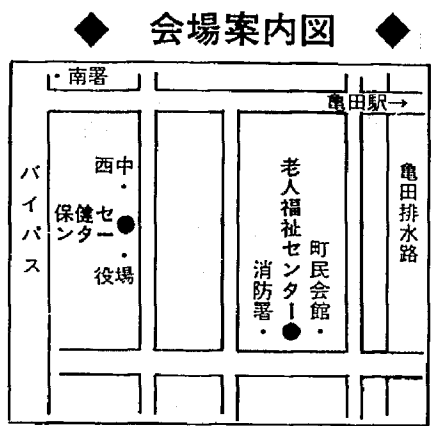 ◆ 会場案内図 ◆
・南署
亀田駅→
バイパス
西中・
保健センター●
・役場
老人福祉センター●
町民会館・
消防署・
亀田排水路